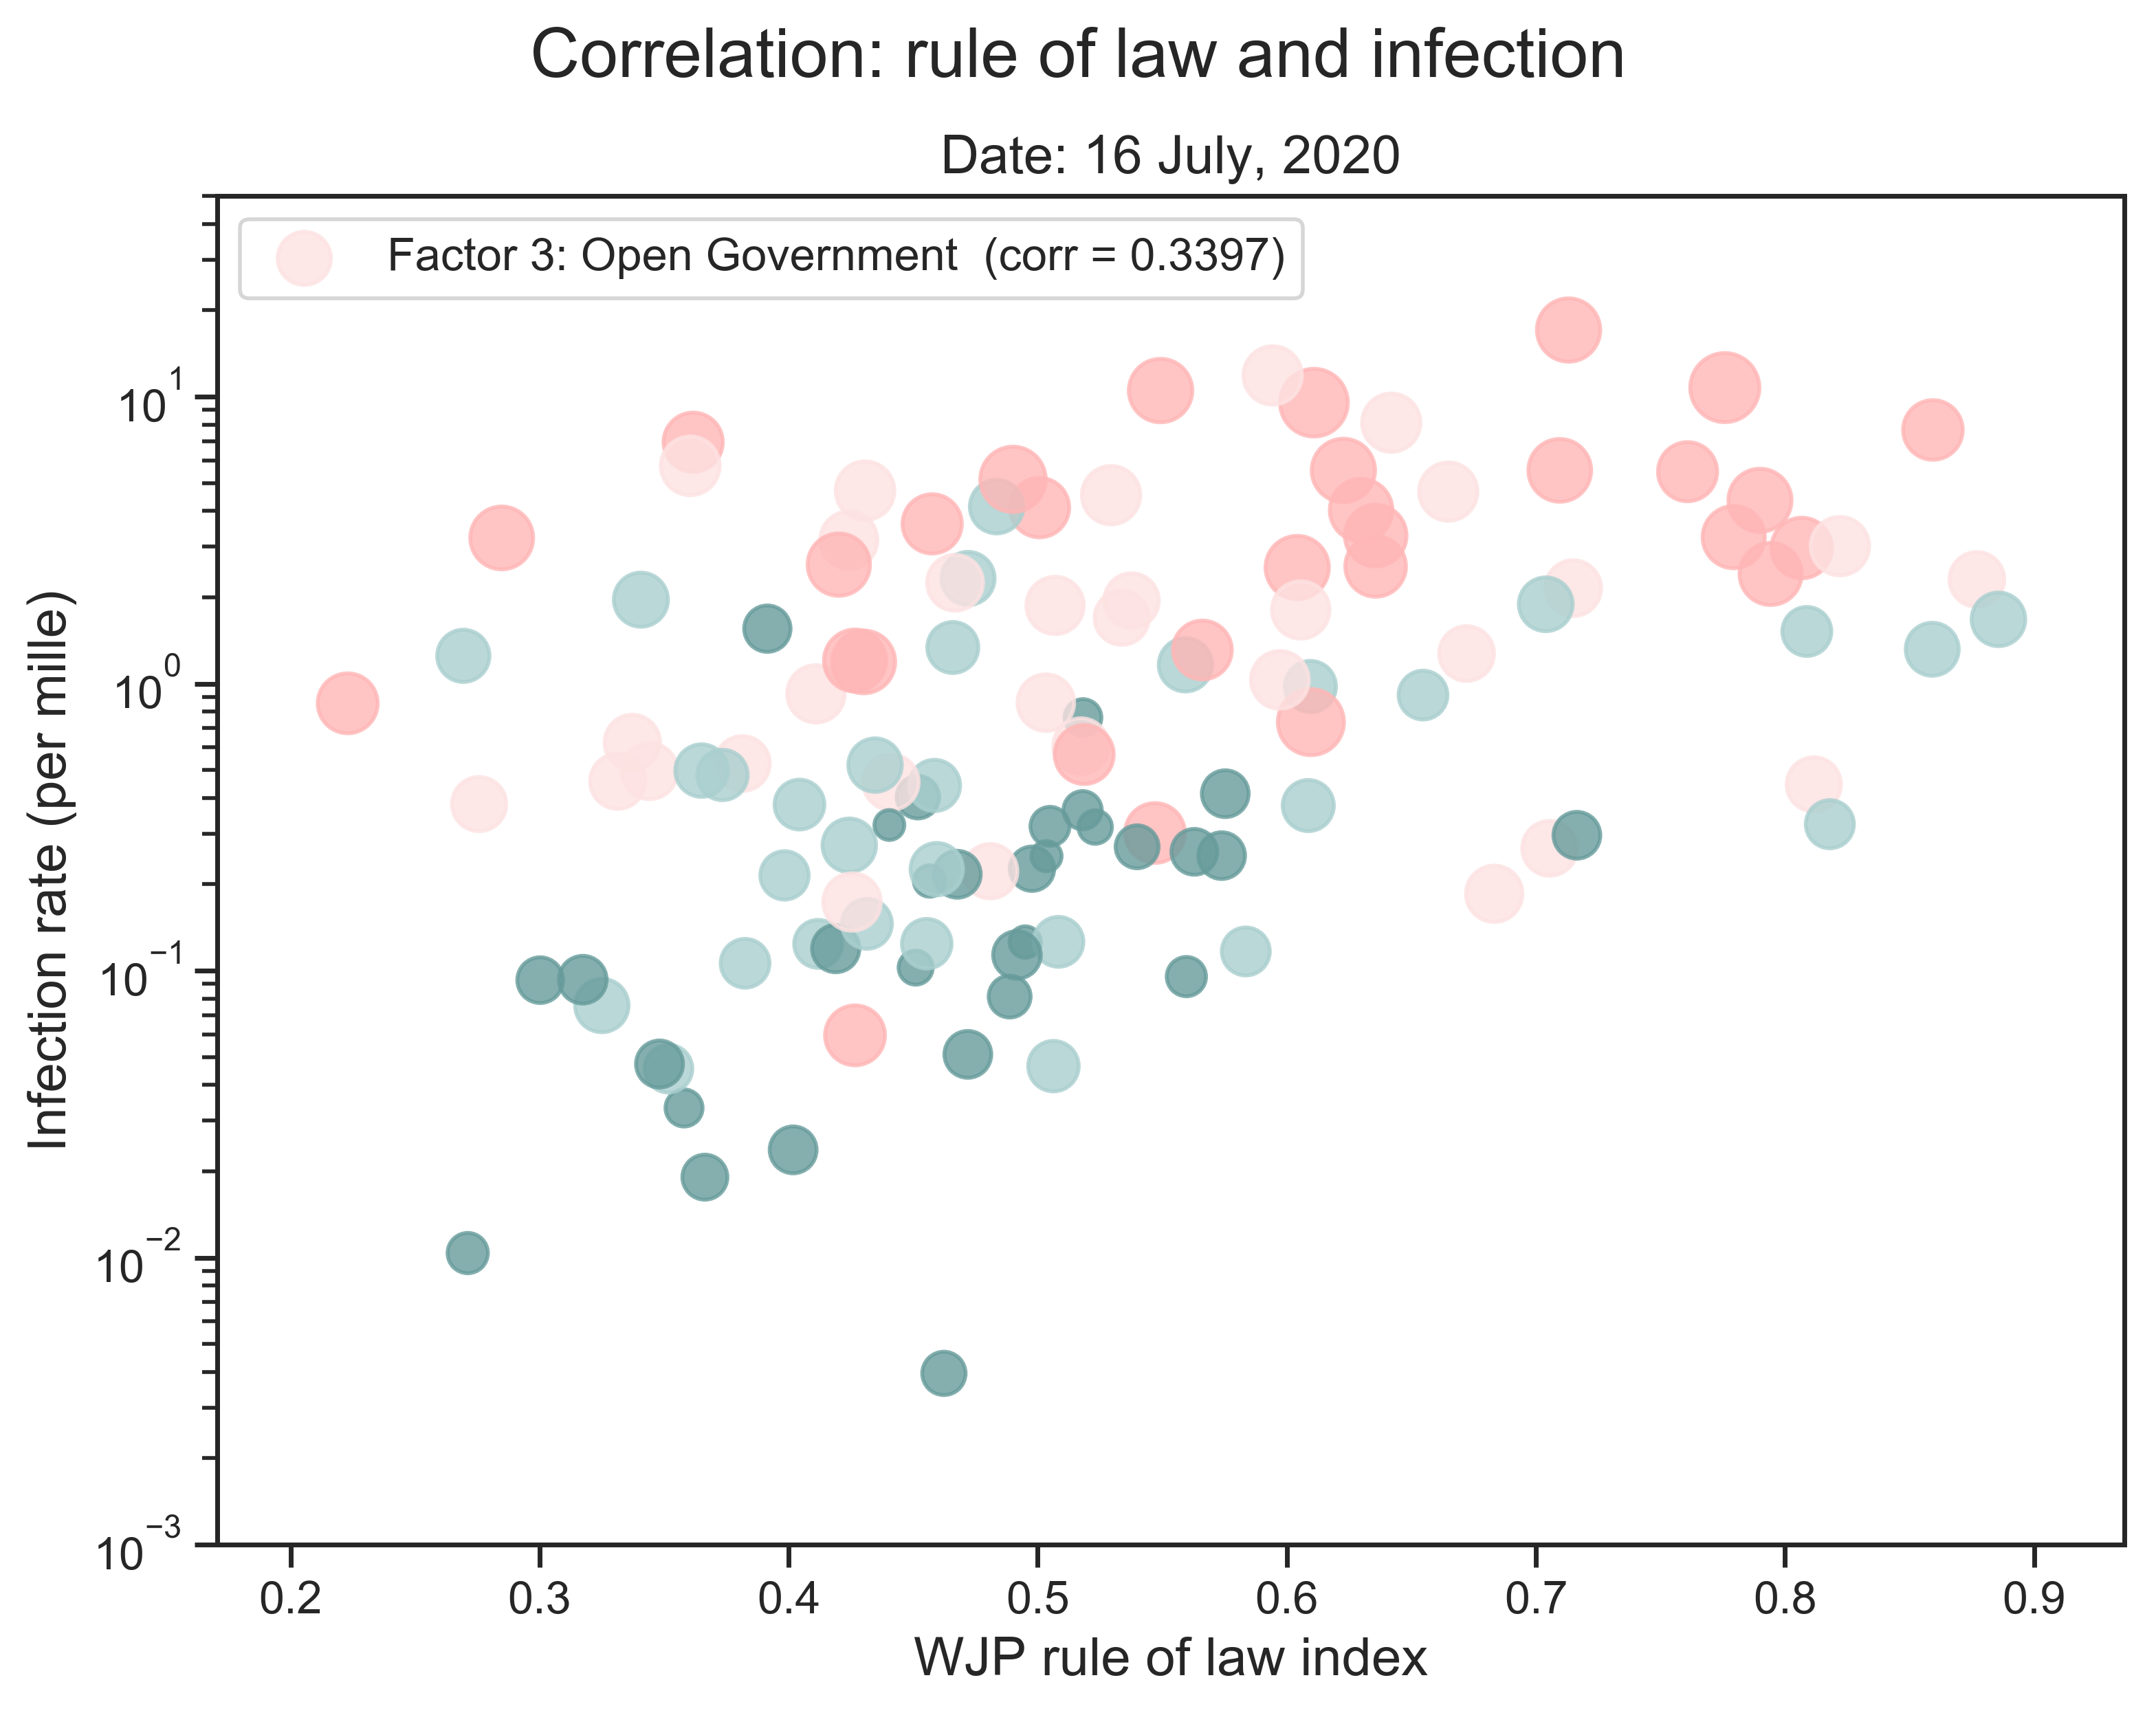 Correlation: rule of law and infection
Date: 16 July, 2020
Factor 3: Open Government (corr = 0.3397)
Infection rate (per mille)
10^1
10^0
10^−1
10^−2
10^−3
0.2 0.3 0.4 0.5 0.6 0.7 0.8 0.9
WJP rule of law index